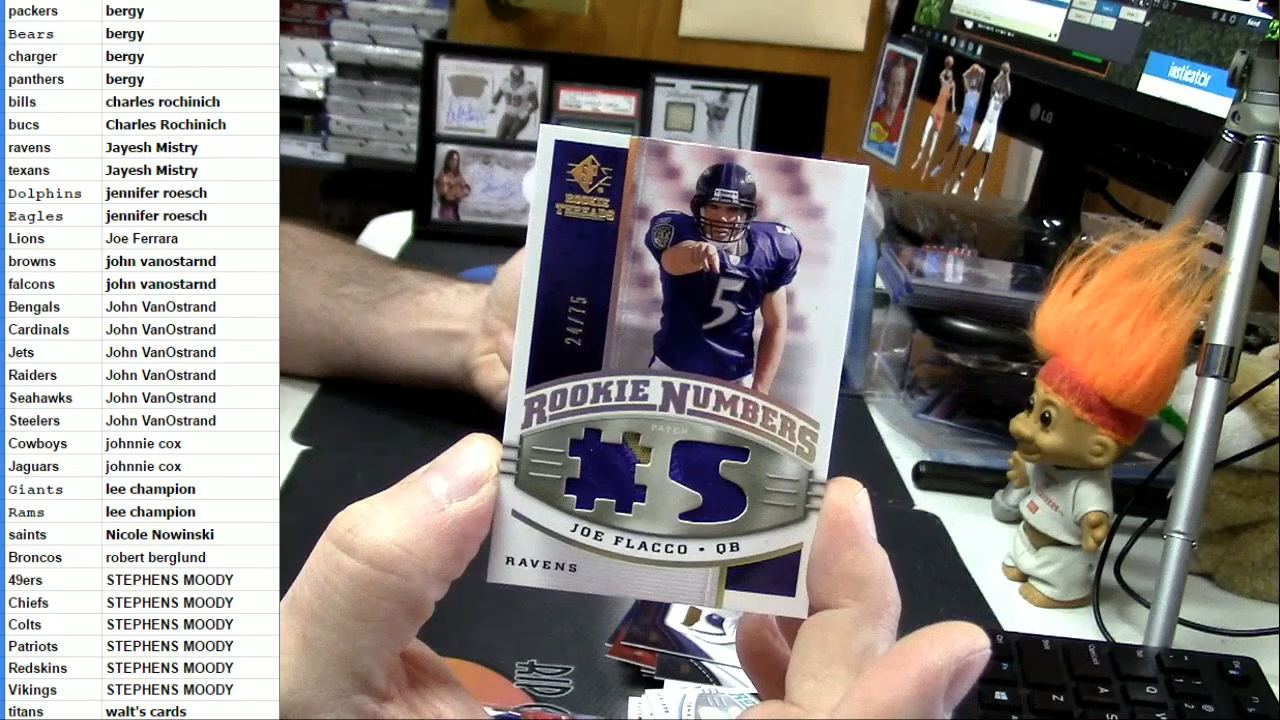 packers bergy
Bears bergy
charger bergy
panthers bergy
bills charles rochinich
bucs Charles Rochinich
ravens Jayesh Mistry
texans Jayesh Mistry
Dolphins jennifer roesch
Eagles jennifer roesch
Lions Joe Ferrara
browns john vanostarnd
falcons john vanostarnd
Bengals John VanOstrand
Cardinals John VanOstrand
Jets John VanOstrand
Raiders John VanOstrand
Seahawks John VanOstrand
Steelers John VanOstrand
Cowboys johnnie cox
Jaguars johnnie cox
Giants lee champion
Rams lee champion
saints Nicole Nowinski
Broncos robert berglund
49ers STEPHENS MOODY
Chiefs STEPHENS MOODY
Colts STEPHENS MOODY
Patriots STEPHENS MOODY
Redskins STEPHENS MOODY
Vikings STEPHENS MOODY
titans walt's cards
SP
ROOKIE
THREADS
24/75
5
5
ROOKIE NUMBERS
PATCH
#5
JOE FLACCO • QB
RAVENS
LG
instigator